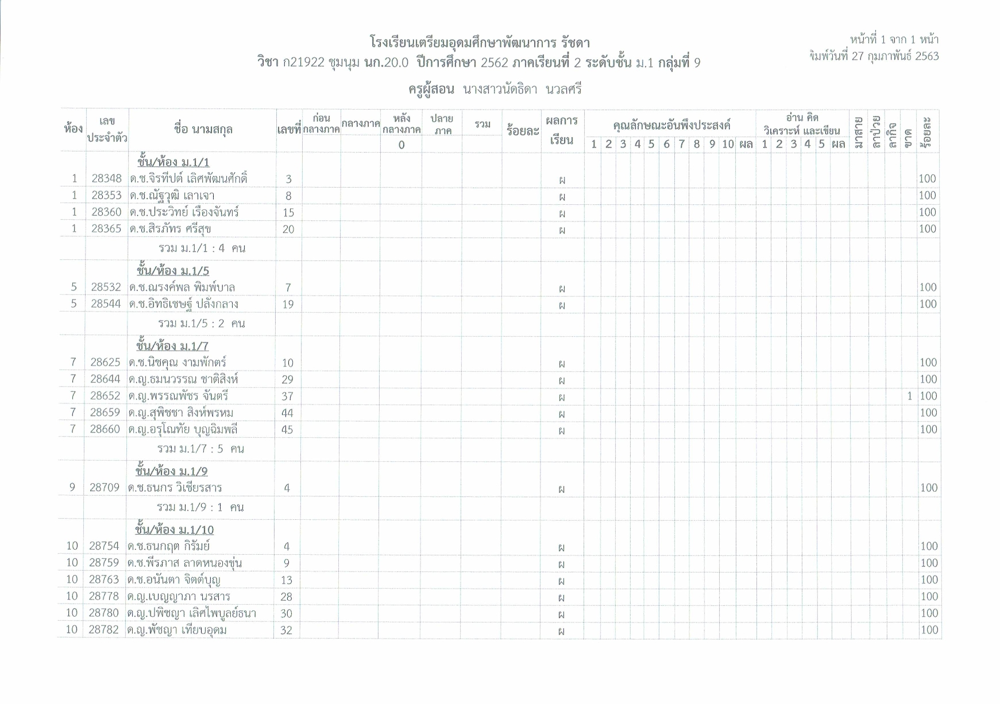 หน้าที่ 1 จาก 1 หน้า
โรงเรียนเตรียมอุดมศึกษาพัฒนาการ รัชดา
พิมพ์วันที่ 27 กุมภาพันธ์ 2563
วิชา ก21922 ชุมนุม นก.20.0 ปีการศึกษา 2562 ภาคเรียนที่ 2 ระดับชั้น ม.1 กลุ่มที่ 9
ครูผู้สอน นางสาวนัดธิดา นวลศรี
ห้อง เลขประจำตัว ชื่อ นามสกุล เลขที่ ก่อนกลางภาค กลางภาค หลังกลางภาค ปลายภาค รวม ร้อยละ ผลการเรียน คุณลักษณะอันพึงประสงค์ อ่าน คิด วิเคราะห์ และเขียน มาสาย ลาป่วย ลากิจ ขาด ร้อยละ
0 1 2 3 4 5 6 7 8 9 10 ผล 1 2 3 4 5 ผล
ชั้น/ห้อง ม.1/1
1 28348 ด.ช.จิรทีปต์ เลิศพัฒนศักดิ์ 3 ผ 100
1 28353 ด.ช.ณัฐวุฒิ เลาเจา 8 ผ 100
1 28360 ด.ช.ประวิทย์ เรืองจันทร์ 15 ผ 100
1 28365 ด.ช.สิรภัทร ศรีสุข 20 ผ 100
รวม ม.1/1 : 4 คน
ชั้น/ห้อง ม.1/5
5 28532 ด.ช.ณรงค์พล พิมพ์บาล 7 ผ 100
5 28544 ด.ช.อิทธิเชษฐ์ ปลั่งกลาง 19 ผ 100
รวม ม.1/5 : 2 คน
ชั้น/ห้อง ม.1/7
7 28625 ด.ช.นิชคุณ งามพักตร์ 10 ผ 100
7 28644 ด.ญ.ธมนวรรณ ชาติสิงห์ 29 ผ 100
7 28652 ด.ญ.พรรณพัชร จันตรี 37 ผ 1 100
7 28659 ด.ญ.สุพิชชา สิงห์พรหม 44 ผ 100
7 28660 ด.ญ.อรุโณทัย บุญฉิมพลี 45 ผ 100
รวม ม.1/7 : 5 คน
ชั้น/ห้อง ม.1/9
9 28709 ด.ช.ธนกร วิเชียรสาร 4 ผ 100
รวม ม.1/9 : 1 คน
ชั้น/ห้อง ม.1/10
10 28754 ด.ช.ธนกฤต กิรัมย์ 4 ผ 100
10 28759 ด.ช.พีรภาส ลาดหนองขุ่น 9 ผ 100
10 28763 ด.ช.อนันตา จิตต์บุญ 13 ผ 100
10 28778 ด.ญ.เบญญาภา นรสาร 28 ผ 100
10 28780 ด.ญ.ปพิชญา เลิศไพบูลย์ธนา 30 ผ 100
10 28782 ด.ญ.พัชญา เทียบอุดม 32 ผ 100